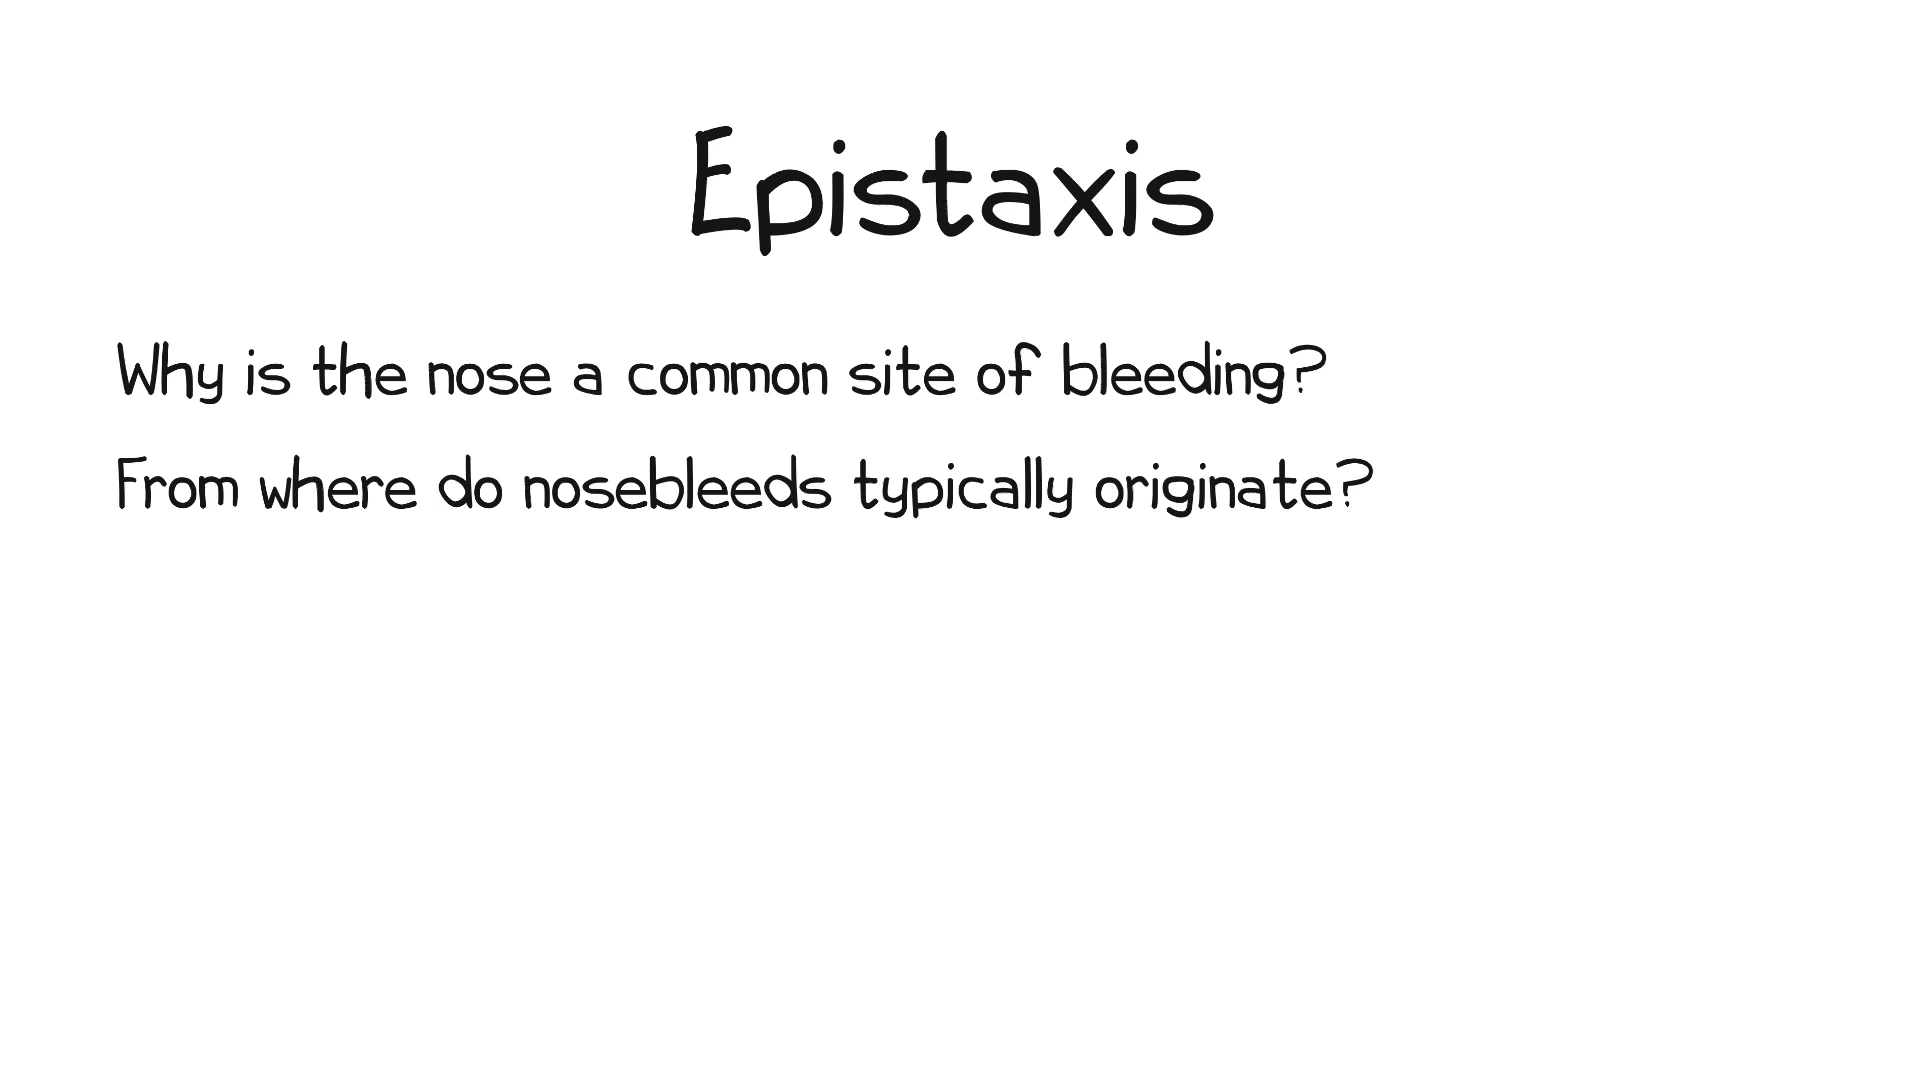 Epistaxis
Why is the nose a common site of bleeding?
From where do nosebleeds typically originate?